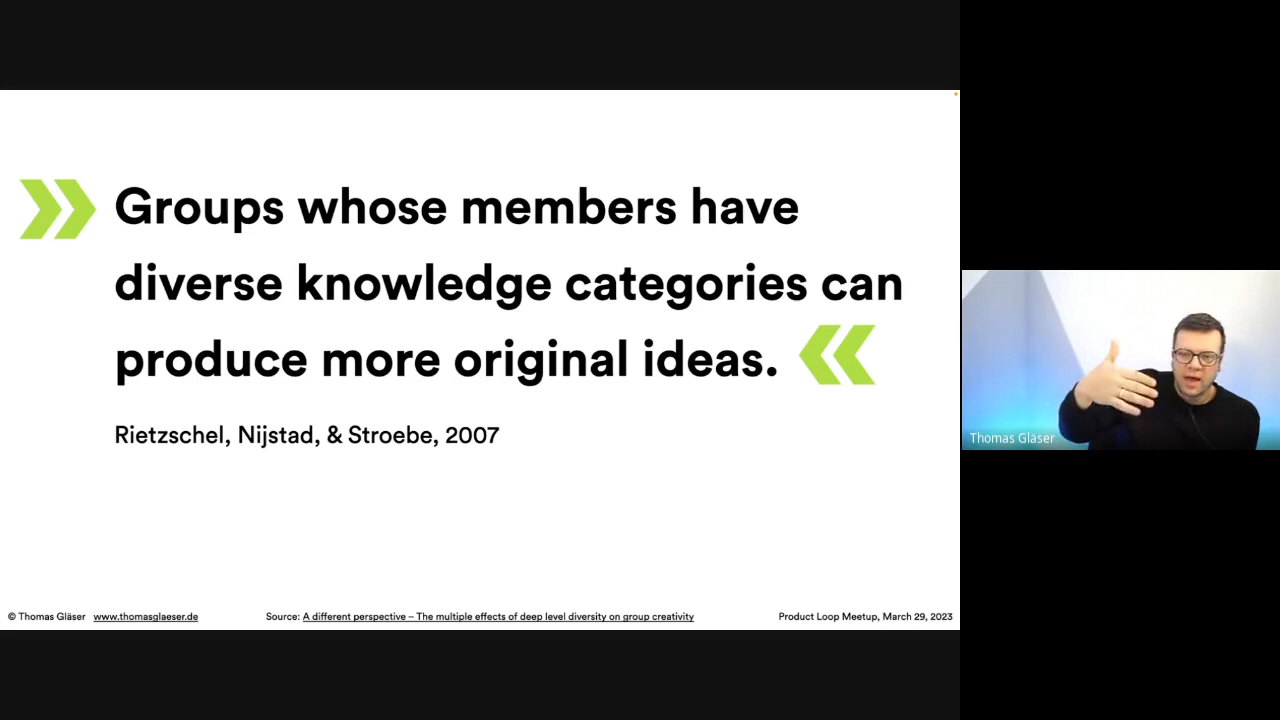 Groups whose members have
diverse knowledge categories can
produce more original ideas.
Rietzschel, Nijstad, & Stroebe, 2007
© Thomas Gläser www.thomasglaeser.de Source: A different perspective – The multiple effects of deep level diversity on group creativity Product Loop Meetup, March 29, 2023
Thomas Gläser